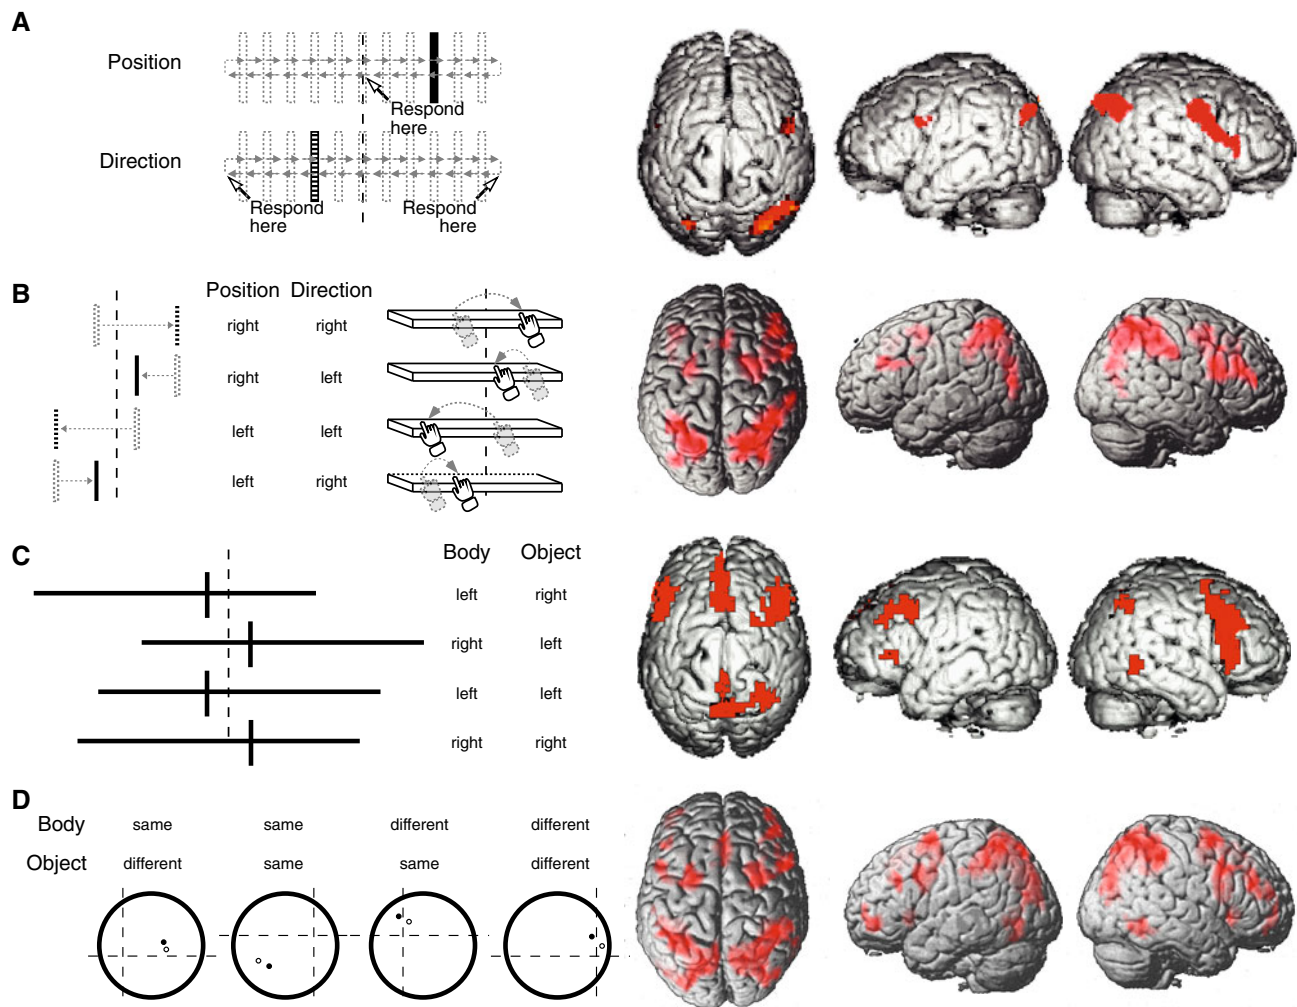 A
Position
Respond
here
Direction
Respond
here
Respond
here
B
Position Direction
right right
right left
left left
left right
C
Body Object
left right
right left
left left
right right
D
Body same same different different
Object different same same different